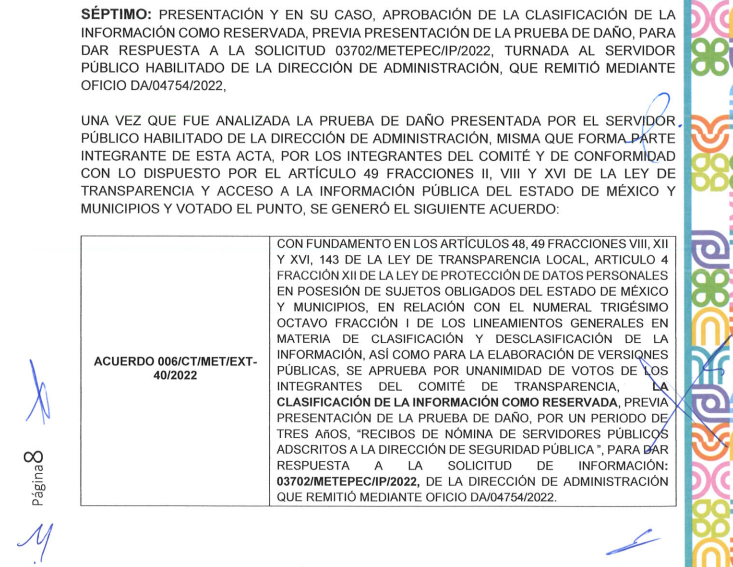 SÉPTIMO: PRESENTACIÓN Y EN SU CASO, APROBACIÓN DE LA CLASIFICACIÓN DE LA
INFORMACIÓN COMO RESERVADA, PREVIA PRESENTACIÓN DE LA PRUEBA DE DAÑO, PARA
DAR RESPUESTA A LA SOLICITUD 03702/METEPEC/IP/2022, TURNADA AL SERVIDOR
PÚBLICO HABILITADO DE LA DIRECCIÓN DE ADMINISTRACIÓN, QUE REMITIÓ MEDIANTE
OFICIO DA/04754/2022,
UNA VEZ QUE FUE ANALIZADA LA PRUEBA DE DAÑO PRESENTADA POR EL SERVIDOR
PÚBLICO HABILITADO DE LA DIRECCIÓN DE ADMINISTRACIÓN, MISMA QUE FORMA PARTE
INTEGRANTE DE ESTA ACTA, POR LOS INTEGRANTES DEL COMITÉ Y DE CONFORMIDAD
CON LO DISPUESTO POR EL ARTÍCULO 49 FRACCIONES II, VIII Y XVI DE LA LEY DE
TRANSPARENCIA Y ACCESO A LA INFORMACIÓN PÚBLICA DEL ESTADO DE MÉXICO Y
MUNICIPIOS Y VOTADO EL PUNTO, SE GENERÓ EL SIGUIENTE ACUERDO:
ACUERDO 006/CT/MET/EXT-
40/2022
CON FUNDAMENTO EN LOS ARTÍCULOS 48, 49 FRACCIONES VIII, XII
Y XVI, 143 DE LA LEY DE TRANSPARENCIA LOCAL, ARTICULO 4
FRACCIÓN XII DE LA LEY DE PROTECCIÓN DE DATOS PERSONALES
EN POSESIÓN DE SUJETOS OBLIGADOS DEL ESTADO DE MÉXICO
Y MUNICIPIOS, EN RELACIÓN CON EL NUMERAL TRIGÉSIMO
OCTAVO FRACCIÓN I DE LOS LINEAMIENTOS GENERALES EN
MATERIA DE CLASIFICACIÓN Y DESCLASIFICACIÓN DE LA
INFORMACIÓN, ASÍ COMO PARA LA ELABORACIÓN DE VERSIONES
PÚBLICAS, SE APRUEBA POR UNANIMIDAD DE VOTOS DE LOS
INTEGRANTES DEL COMITÉ DE TRANSPARENCIA, LA
CLASIFICACIÓN DE LA INFORMACIÓN COMO RESERVADA, PREVIA
PRESENTACIÓN DE LA PRUEBA DE DAÑO, POR UN PERIODO DE
TRES AñOS, "RECIBOS DE NÓMINA DE SERVIDORES PÚBLICOS
ADSCRITOS A LA DIRECCIÓN DE SEGURIDAD PÚBLICA ", PARA DAR
RESPUESTA A LA SOLICITUD DE INFORMACIÓN:
03702/METEPEC/IP/2022, DE LA DIRECCIÓN DE ADMINISTRACIÓN
QUE REMITIÓ MEDIANTE OFICIO DA/04754/2022.
Página8